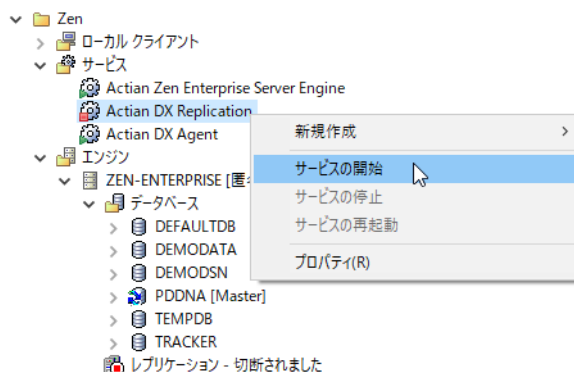 Zen
ローカル クライアント
サービス
Actian Zen Enterprise Server Engine
Actian DX Replication
Actian DX Agent
エンジン
ZEN-ENTERPRISE [匿
データベース
DEFAULTDB
DEMODATA
DEMODSN
PDDNA [Master]
TEMPDB
TRACKER
レプリケーション - 切断されました
新規作成
サービスの開始
サービスの停止
サービスの再起動
プロパティ(R)